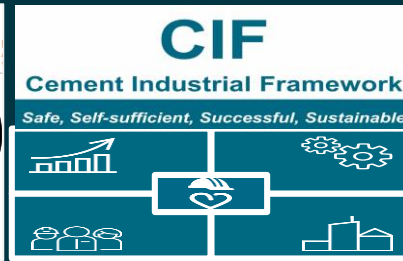 CIF
Cement Industrial Framework
Safe, Self-sufficient, Successful, Sustainable